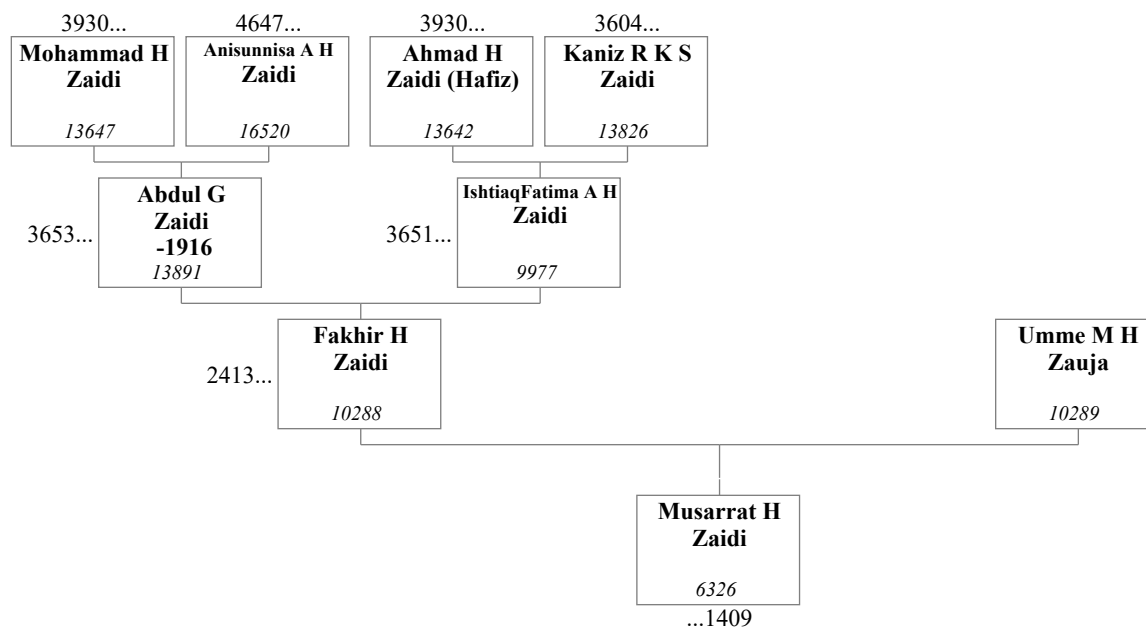 3930...
4647...
3930...
3604...
Mohammad H
Zaidi
13647
Anisunnisa A H
Zaidi
16520
Ahmad H
Zaidi (Hafiz)
13642
Kaniz R K S
Zaidi
13826
3653...
Abdul G
Zaidi
-1916
13891
3651...
IshtiaqFatima A H
Zaidi
9977
2413...
Fakhir H
Zaidi
10288
Umme M H
Zauja
10289
Musarrat H
Zaidi
6326
...1409